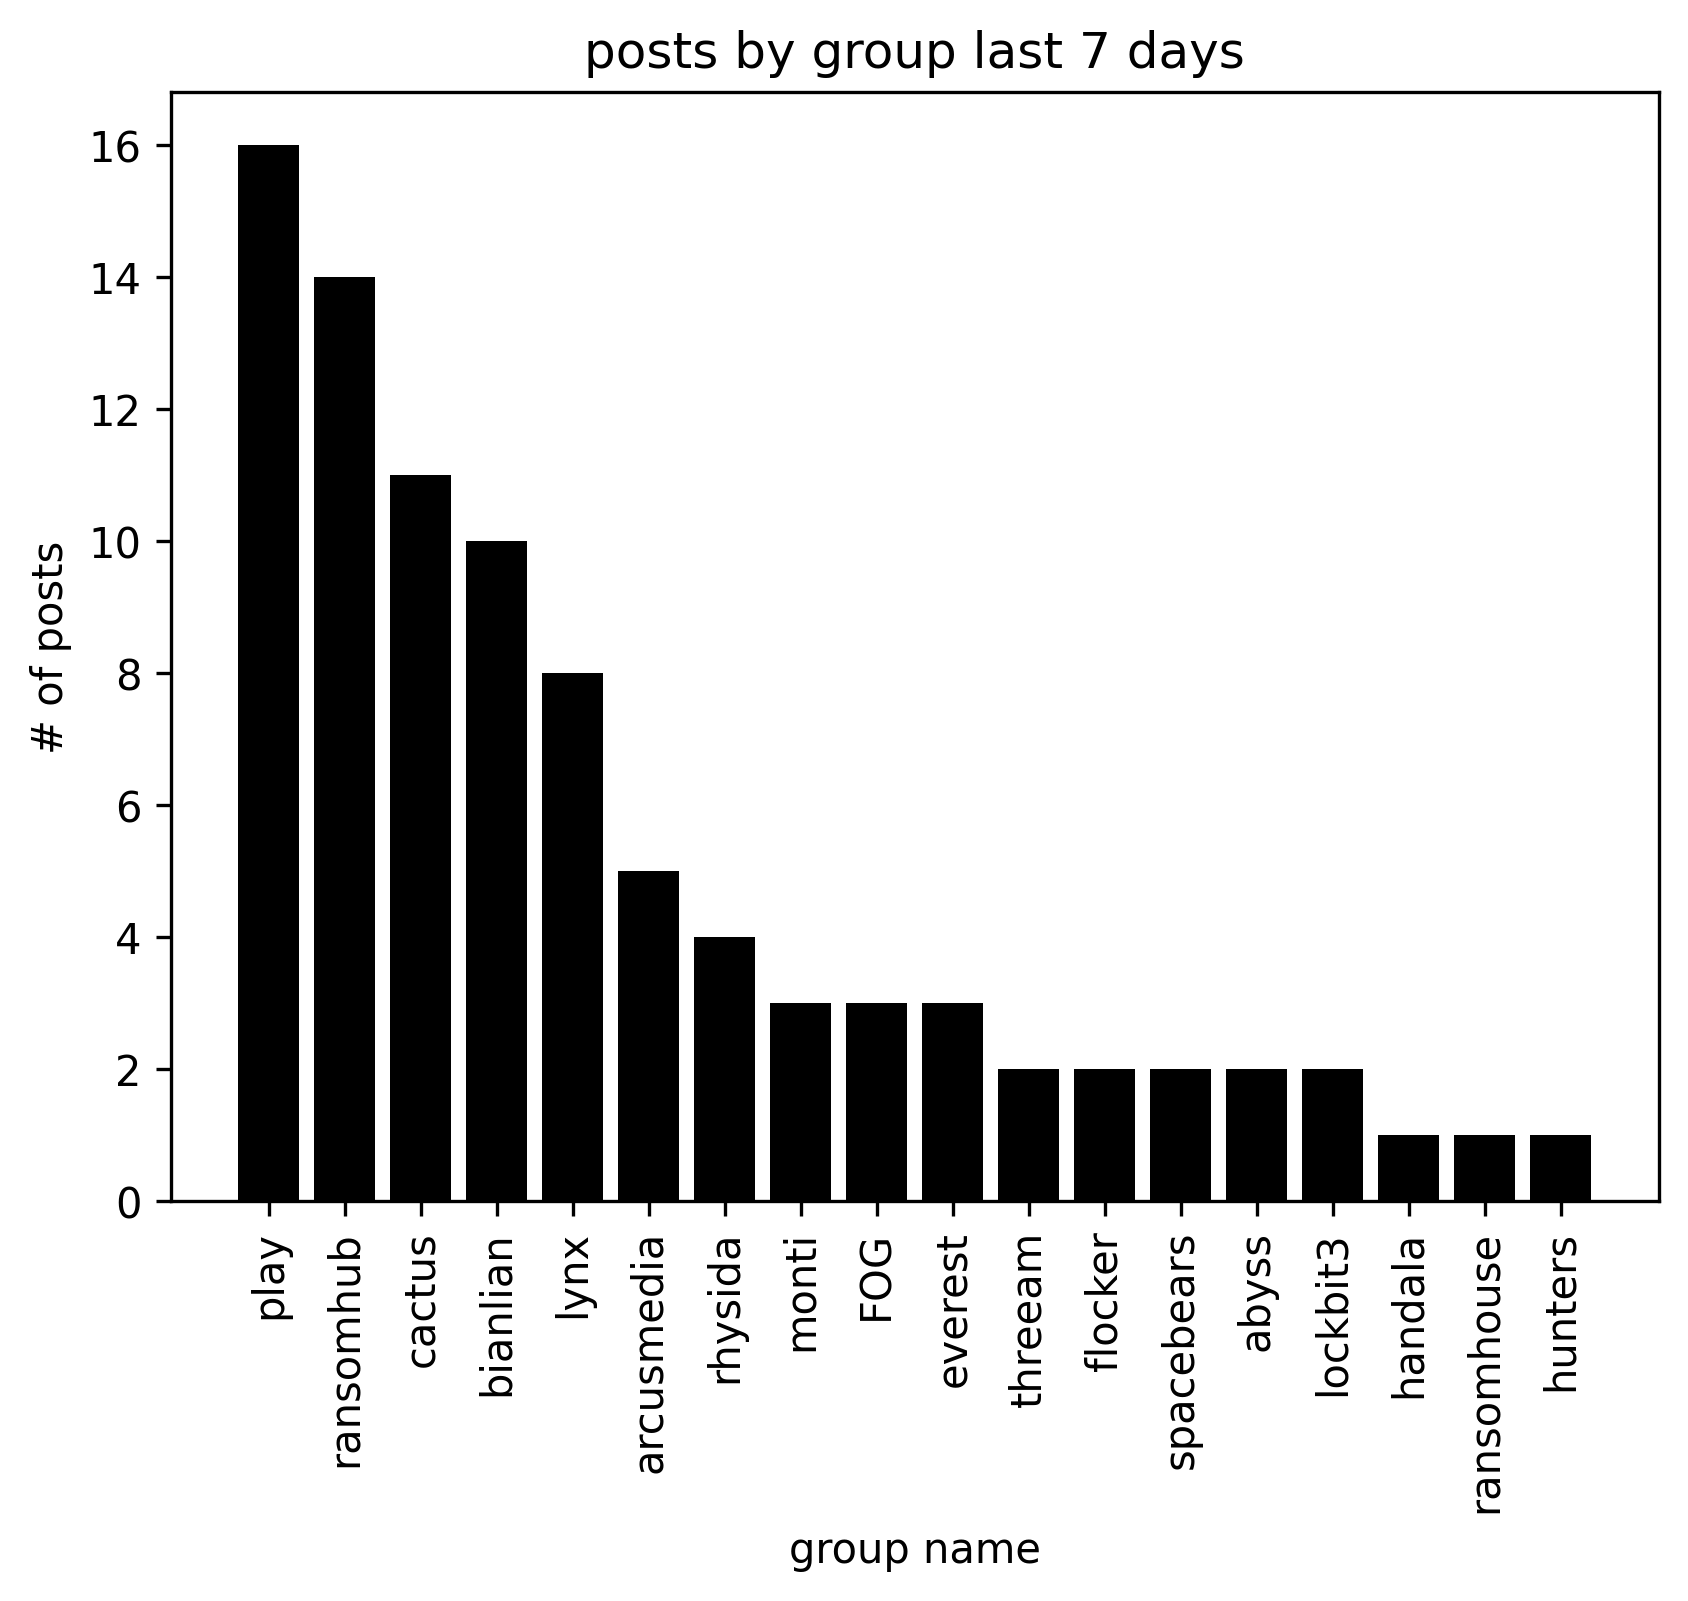 posts by group last 7 days
# of posts
16
14
12
10
8
6
4
2
0
play
ransomhub
cactus
bianlian
lynx
arcusmedia
rhysida
monti
FOG
everest
threeam
flocker
spacebears
abyss
lockbit3
handala
ransomhouse
hunters
group name